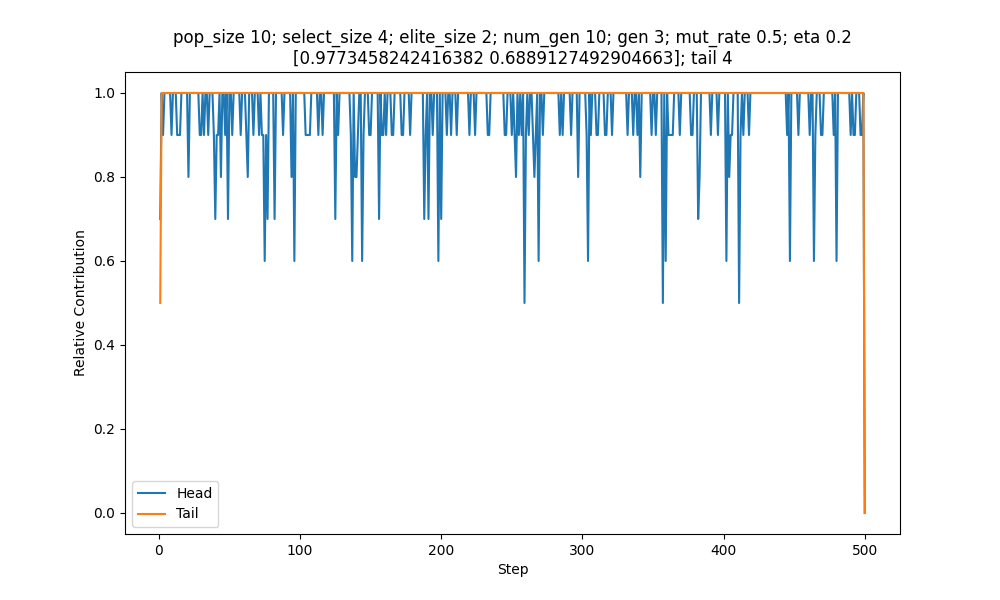 pop_size 10; select_size 4; elite_size 2; num_gen 10; gen 3; mut_rate 0.5; eta 0.2
[0.9773458242416382 0.6889127492904663]; tail 4
Relative Contribution
1.0
0.8
0.6
0.4
0.2
0.0
Head
Tail
0
100
200
300
400
500
Step